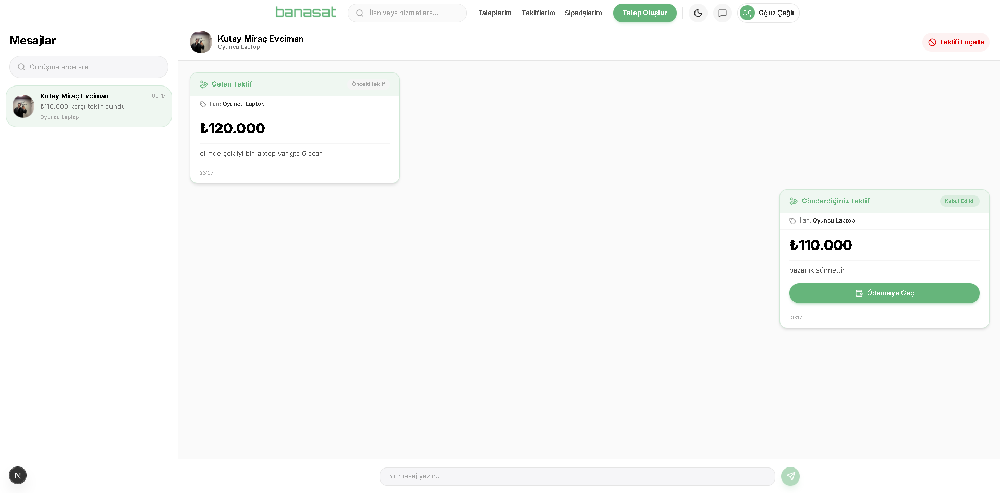 banasat
İlan veya hizmet ara...
Taleplerim
Tekliflerim
Siparişlerim
Talep Oluştur
OÇ
Oğuz Çağlı
Mesajlar
Görüşmelerde ara...
Kutay Miraç Evciman
00:17
₺110.000 karşı teklif sundu
Oyuncu Laptop
Kutay Miraç Evciman
Oyuncu Laptop
Teklifi Engelle
Gelen Teklif
Önceki teklif
İlan: Oyuncu Laptop
₺120.000
elimde çok iyi bir laptop var gta 6 açar
23:57
Gönderdiğiniz Teklif
Kabul Edildi
İlan: Oyuncu Laptop
₺110.000
pazarlık sünnettir
Ödemeye Geç
00:17
Bir mesaj yazın...
N